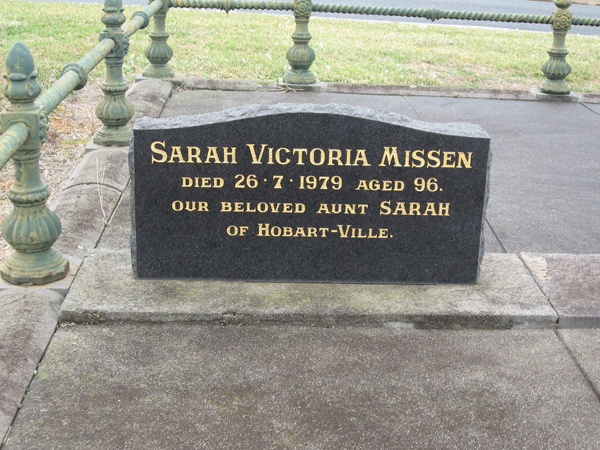 SARAH VICTORIA MISSEN
DIED 26·7·1979 AGED 96.
OUR BELOVED AUNT SARAH
OF HOBART-VILLE.